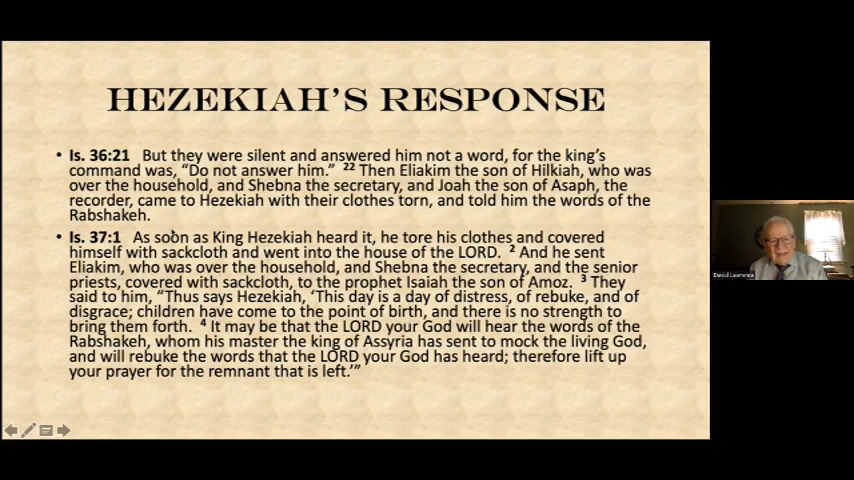 HEZEKIAH'S RESPONSE
• Is. 36:21 But they were silent and answered him not a word, for the king's
command was, "Do not answer him." 22 Then Eliakim the son of Hilkiah, who was
over the household, and Shebna the secretary, and Joah the son of Asaph, the
recorder, came to Hezekiah with their clothes torn, and told him the words of the
Rabshakeh.
• Is. 37:1 As soon as King Hezekiah heard it, he tore his clothes and covered
himself with sackcloth and went into the house of the LORD. 2 And he sent
Eliakim, who was over the household, and Shebna the secretary, and the senior
priests, covered with sackcloth, to the prophet Isaiah the son of Amoz. 3 They
said to him, "Thus says Hezekiah, 'This day is a day of distress, of rebuke, and of
disgrace; children have come to the point of birth, and there is no strength to
bring them forth. 4 It may be that the LORD your God will hear the words of the
Rabshakeh, whom his master the king of Assyria has sent to mock the living God,
and will rebuke the words that the LORD your God has heard; therefore lift up
your prayer for the remnant that is left.'"
David